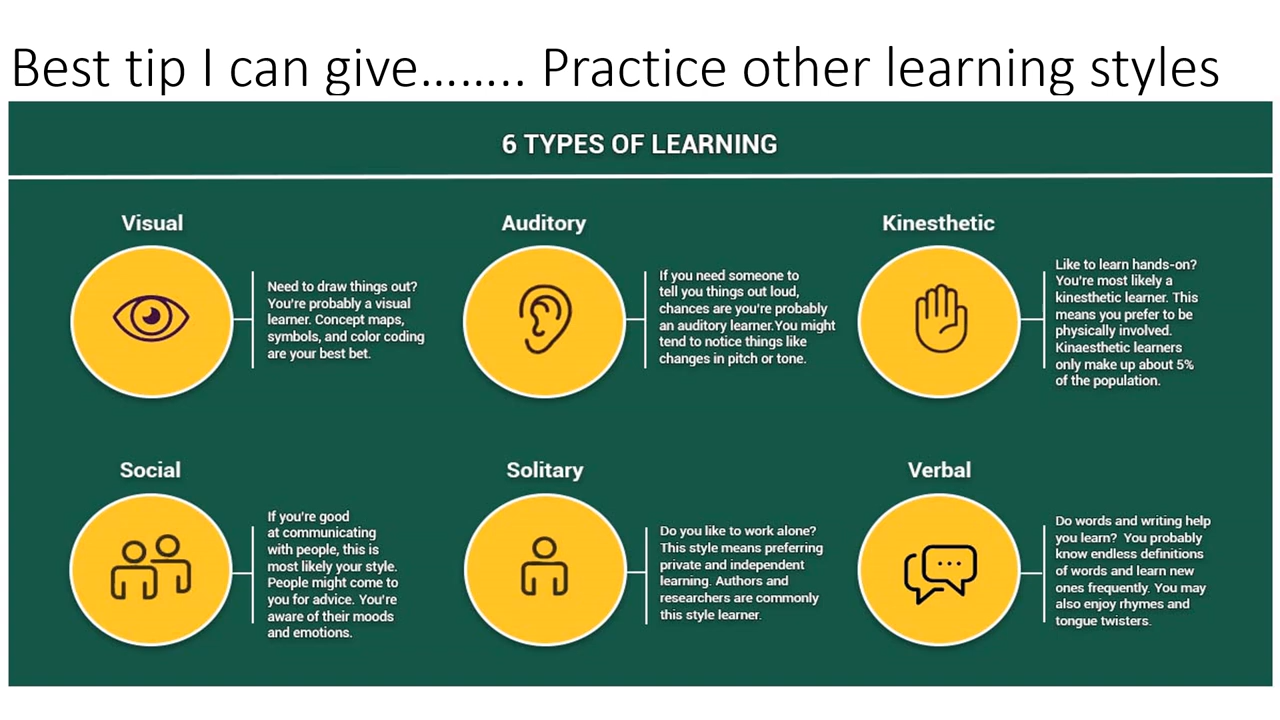 Best tip I can give........ Practice other learning styles
6 TYPES OF LEARNING
Visual
Need to draw things out?
You're probably a visual
learner. Concept maps,
symbols, and color coding
are your best bet.
Auditory
If you need someone to
tell you things out loud,
chances are you're probably
an auditory learner.You might
tend to notice things like
changes in pitch or tone.
Kinesthetic
Like to learn hands-on?
You're most likely a
kinesthetic learner. This
means you prefer to be
physically involved.
Kinaesthetic learners
only make up about 5%
of the population.
Social
If you're good
at communicating
with people, this is
most likely your style.
People might come to
you for advice. You're
aware of their moods
and emotions.
Solitary
Do you like to work alone?
This style means preferring
private and independent
learning. Authors and
researchers are commonly
this style learner.
Verbal
Do words and writing help
you learn? You probably
know endless definitions
of words and learn new
ones frequently. You may
also enjoy rhymes and
tongue twisters.